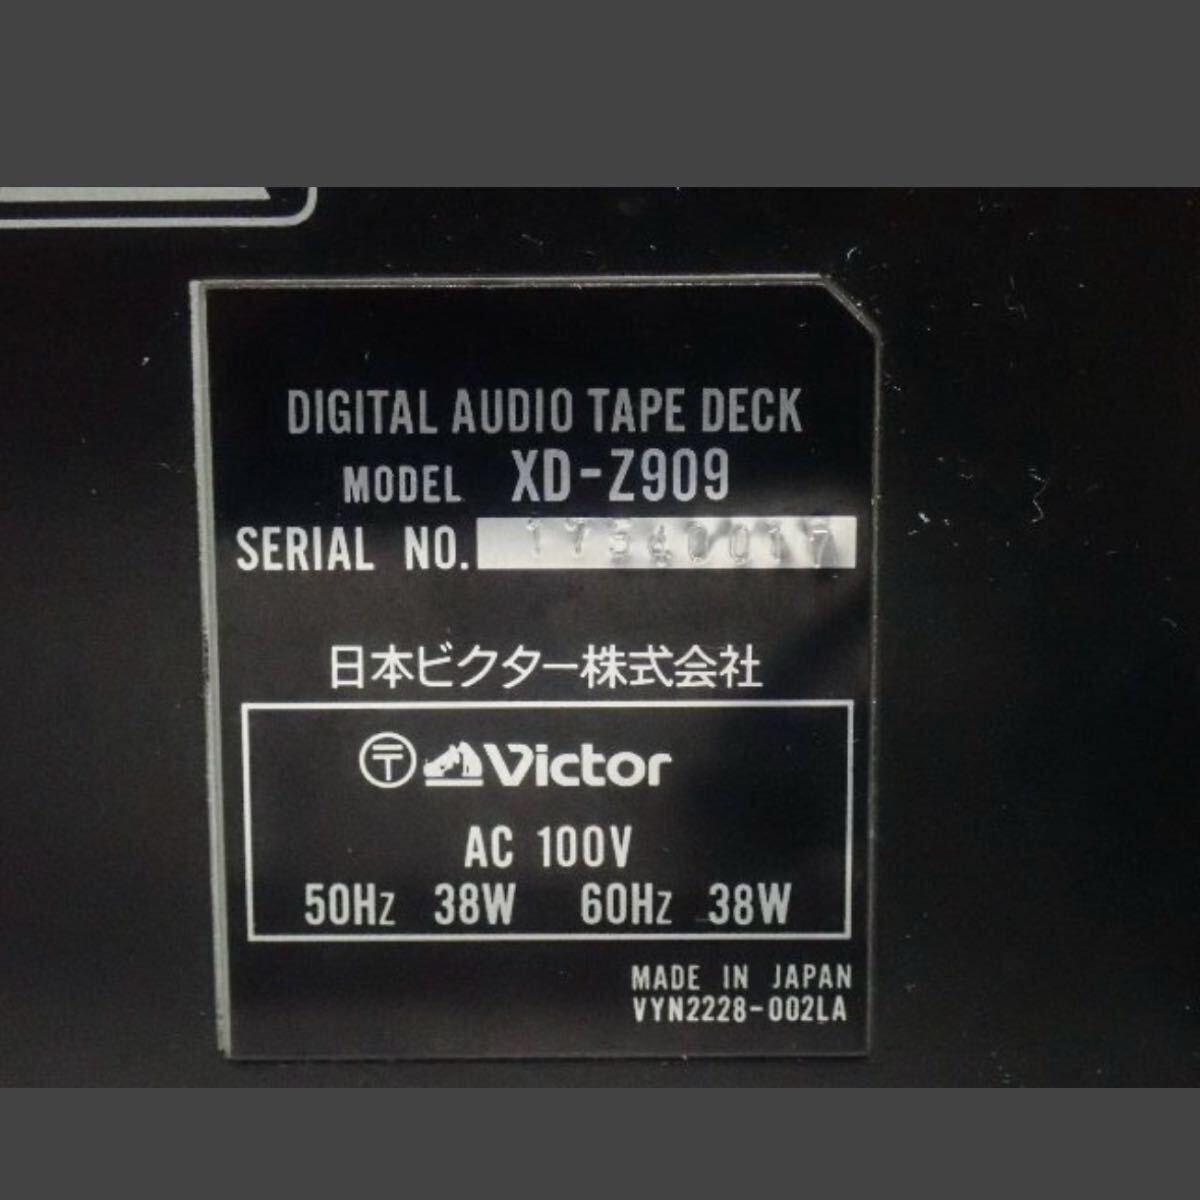 DIGITAL AUDIO TAPE DECK
MODEL XD-Z909
SERIAL NO.
日本ビクター株式会社
Victor
AC 100V
50Hz 38W 60Hz 38W
MADE IN JAPAN
VYN2228-002LA